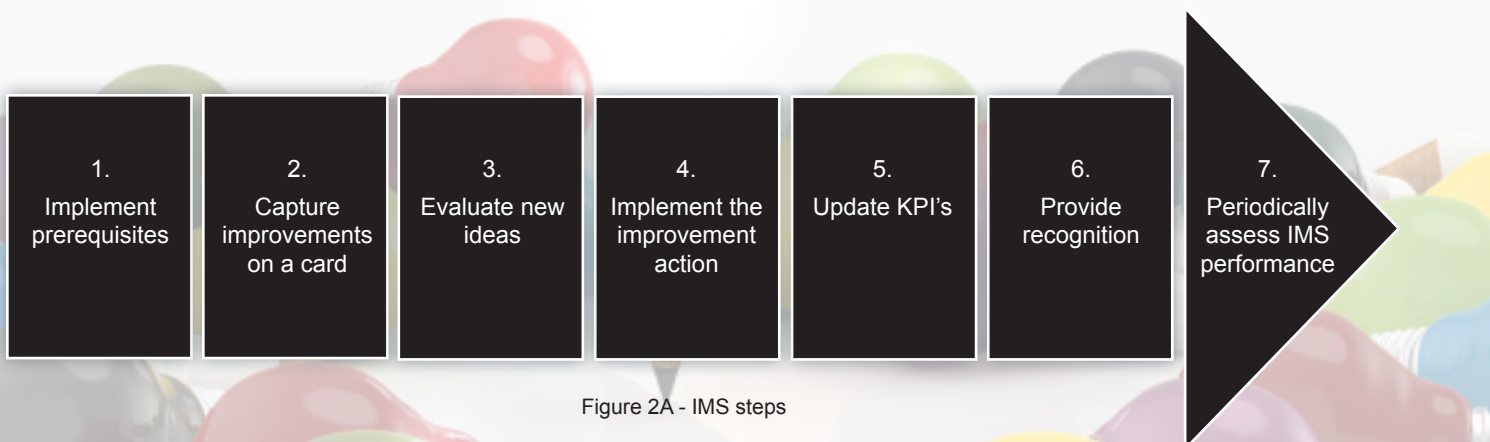 1.
Implement
prerequisites
2.
Capture
improvements
on a card
3.
Evaluate new
ideas
4.
Implement the
improvement
action
5.
Update KPI’s
6.
Provide
recognition
7.
Periodically
assess IMS
performance
Figure 2A - IMS steps